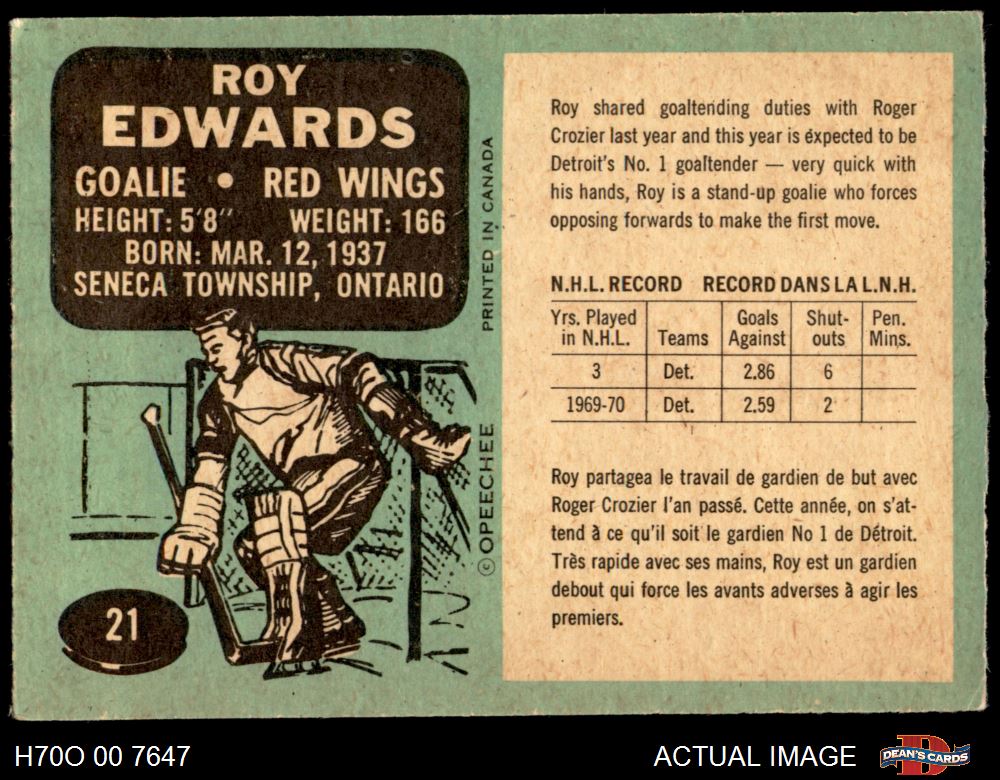 ROY
EDWARDS
GOALIE • RED WINGS
HEIGHT: 5'8" WEIGHT: 166
BORN: MAR. 12, 1937
SENECA TOWNSHIP, ONTARIO
PRINTED IN CANADA
© OPEECHEE
21
Roy shared goaltending duties with Roger
Crozier last year and this year is expected to be
Detroit's No. 1 goaltender — very quick with
his hands, Roy is a stand-up goalie who forces
opposing forwards to make the first move.
N.H.L. RECORD RECORD DANS LA L.N.H.
Yrs. Played in N.H.L. Teams Goals Against Shut-outs Pen. Mins.
3 Det. 2.86 6
1969-70 Det. 2.59 2
Roy partagea le travail de gardien de but avec
Roger Crozier l'an passé. Cette année, on s'at-
tend à ce qu'il soit le gardien No 1 de Détroit.
Très rapide avec ses mains, Roy est un gardien
debout qui force les avants adverses à agir les
premiers.
H70O 00 7647
ACTUAL IMAGE
DEAN'S CARDS